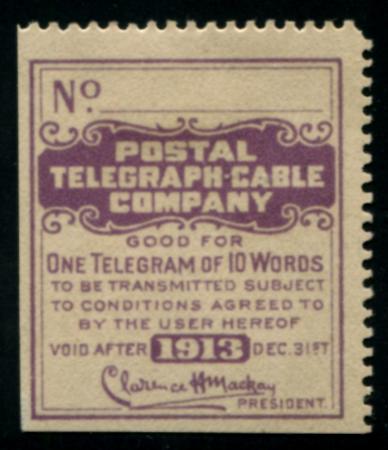 No.
POSTAL
TELEGRAPH-CABLE
COMPANY
GOOD FOR
ONE TELEGRAM OF 10 WORDS
TO BE TRANSMITTED SUBJECT
TO CONDITIONS AGREED TO
BY THE USER HEREOF
VOID AFTER 1913 DEC. 31ST
Clarence H Mackay
PRESIDENT.